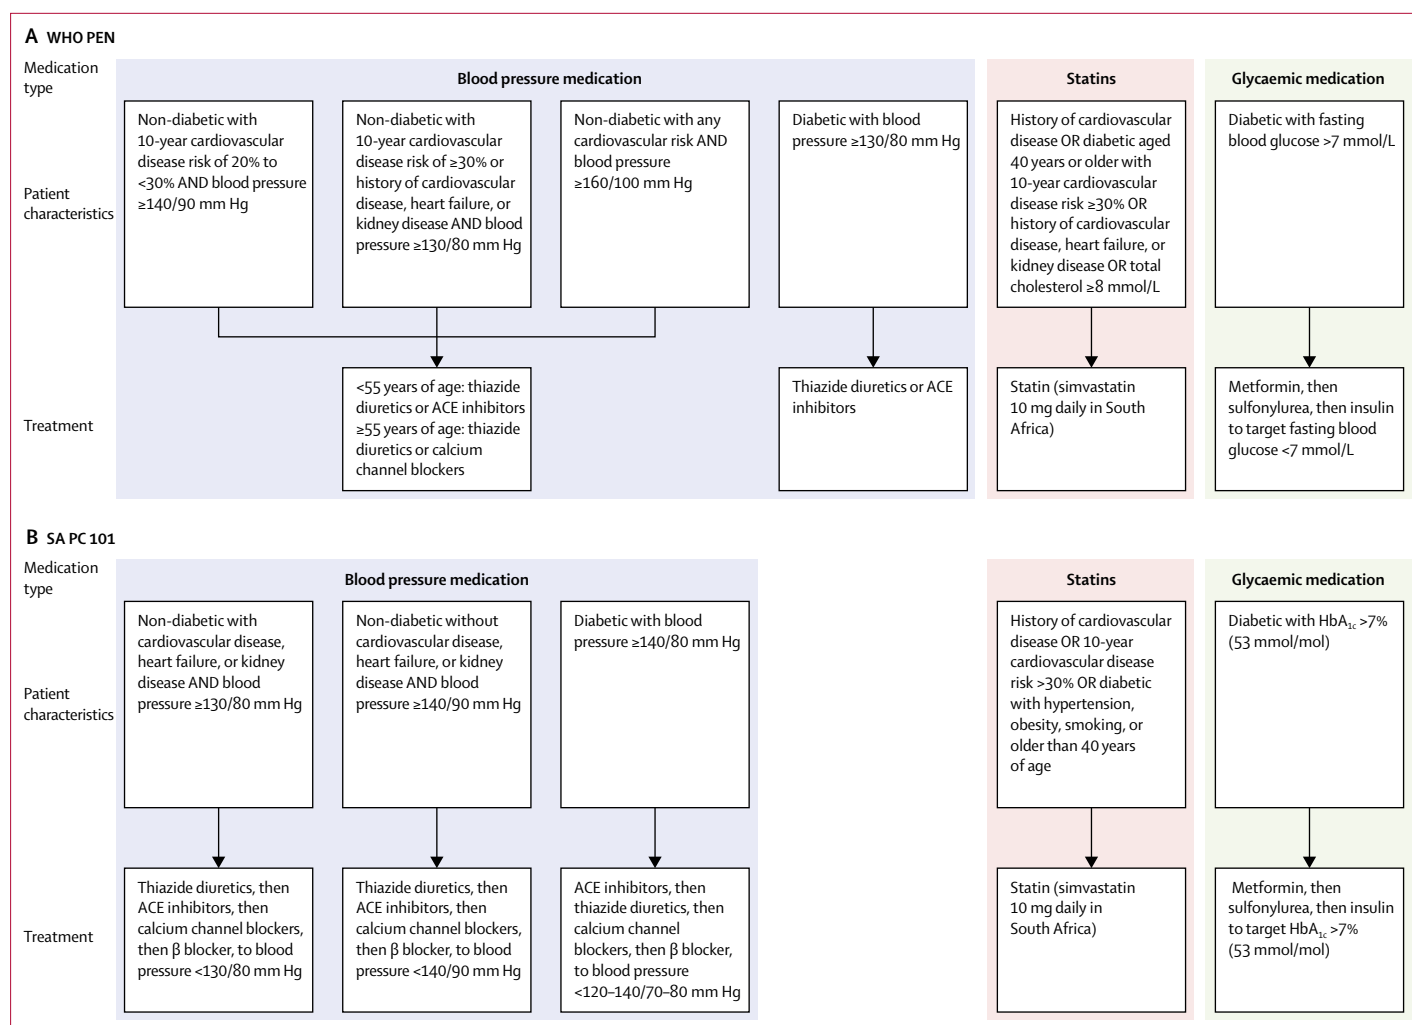 A WHO PEN
Medication
type
Blood pressure medication
Statins
Glycaemic medication
Patient
characteristics
Non-diabetic with
10-year cardiovascular
disease risk of 20% to
<30% AND blood pressure
≥140/90 mm Hg
Non-diabetic with
10-year cardiovascular
disease risk of ≥30% or
history of cardiovascular
disease, heart failure, or
kidney disease AND blood
pressure ≥130/80 mm Hg
Non-diabetic with any
cardiovascular risk AND
blood pressure
≥160/100 mm Hg
Diabetic with blood
pressure ≥130/80 mm Hg
History of cardiovascular
disease OR diabetic aged
40 years or older with
10-year cardiovascular
disease risk ≥30% OR
history of cardiovascular
disease, heart failure, or
kidney disease OR total
cholesterol ≥8 mmol/L
Diabetic with fasting
blood glucose >7 mmol/L
Treatment
<55 years of age: thiazide
diuretics or ACE inhibitors
≥55 years of age: thiazide
diuretics or calcium
channel blockers
Thiazide diuretics or ACE
inhibitors
Statin (simvastatin
10 mg daily in South
Africa)
Metformin, then
sulfonylurea, then insulin
to target fasting blood
glucose <7 mmol/L
B SA PC 101
Medication
type
Blood pressure medication
Statins
Glycaemic medication
Patient
characteristics
Non-diabetic with
cardiovascular disease,
heart failure, or kidney
disease AND blood
pressure ≥130/80 mm Hg
Non-diabetic without
cardiovascular disease,
heart failure, or kidney
disease AND blood
pressure ≥140/90 mm Hg
Diabetic with blood
pressure ≥140/80 mm Hg
History of cardiovascular
disease OR 10-year
cardiovascular disease
risk >30% OR diabetic
with hypertension,
obesity, smoking, or
older than 40 years
of age
Diabetic with HbA1c >7%
(53 mmol/mol)
Treatment
Thiazide diuretics, then
ACE inhibitors, then
calcium channel blockers,
then β blocker, to blood
pressure <130/80 mm Hg
Thiazide diuretics, then
ACE inhibitors, then
calcium channel blockers,
then β blocker, to blood
pressure <140/90 mm Hg
ACE inhibitors, then
thiazide diuretics, then
calcium channel
blockers, then β blocker,
to blood pressure
<120–140/70–80 mm Hg
Statin (simvastatin
10 mg daily in
South Africa)
Metformin, then
sulfonylurea, then insulin
to target HbA1c >7%
(53 mmol/mol)